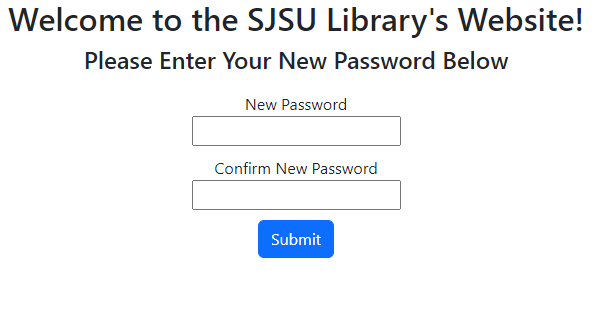 Welcome to the SJSU Library's Website!
Please Enter Your New Password Below
New Password
Confirm New Password
Submit